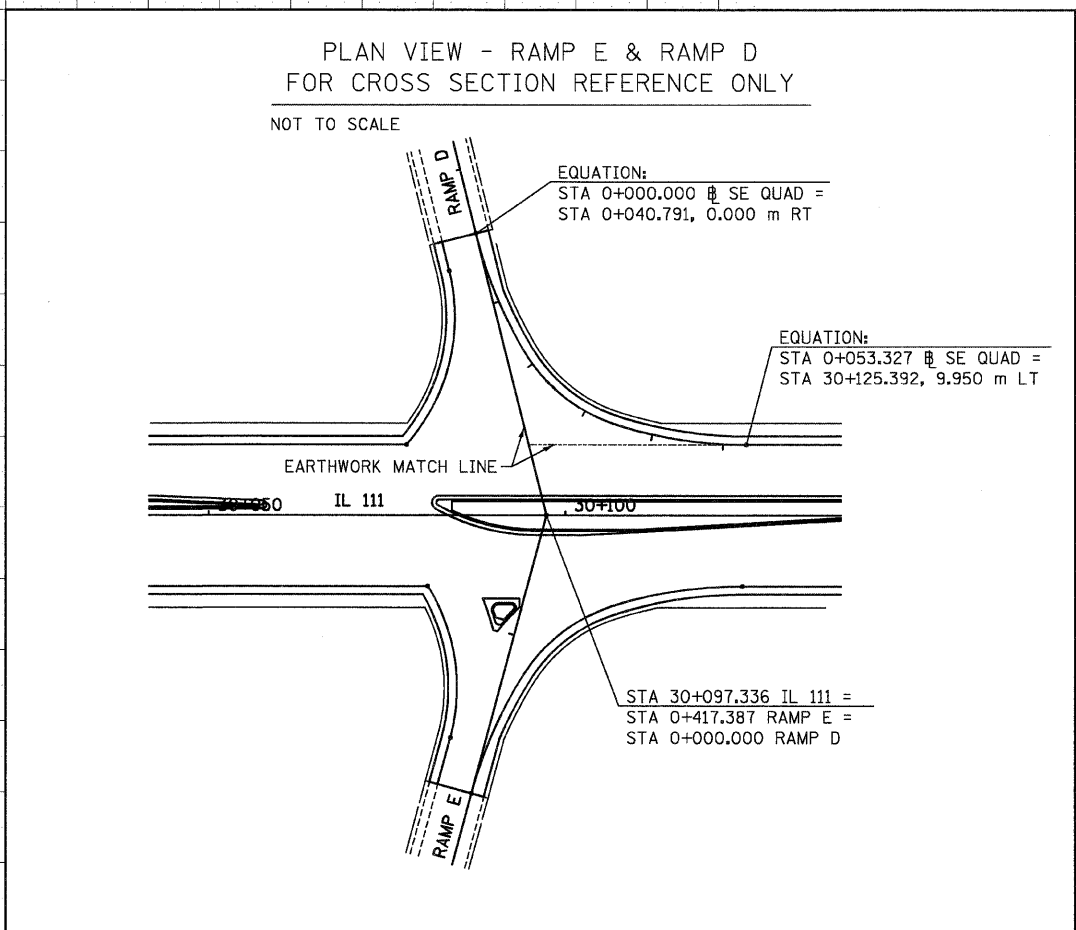 PLAN VIEW - RAMP E & RAMP D
FOR CROSS SECTION REFERENCE ONLY
NOT TO SCALE
RAMP D
EQUATION:
STA 0+000.000 ⅊ SE QUAD =
STA 0+040.791, 0.000 m RT
EQUATION:
STA 0+053.327 ⅊ SE QUAD =
STA 30+125.392, 9.950 m LT
EARTHWORK MATCH LINE
30+050
IL 111
30+100
STA 30+097.336 IL 111 =
STA 0+417.387 RAMP E =
STA 0+000.000 RAMP D
RAMP E